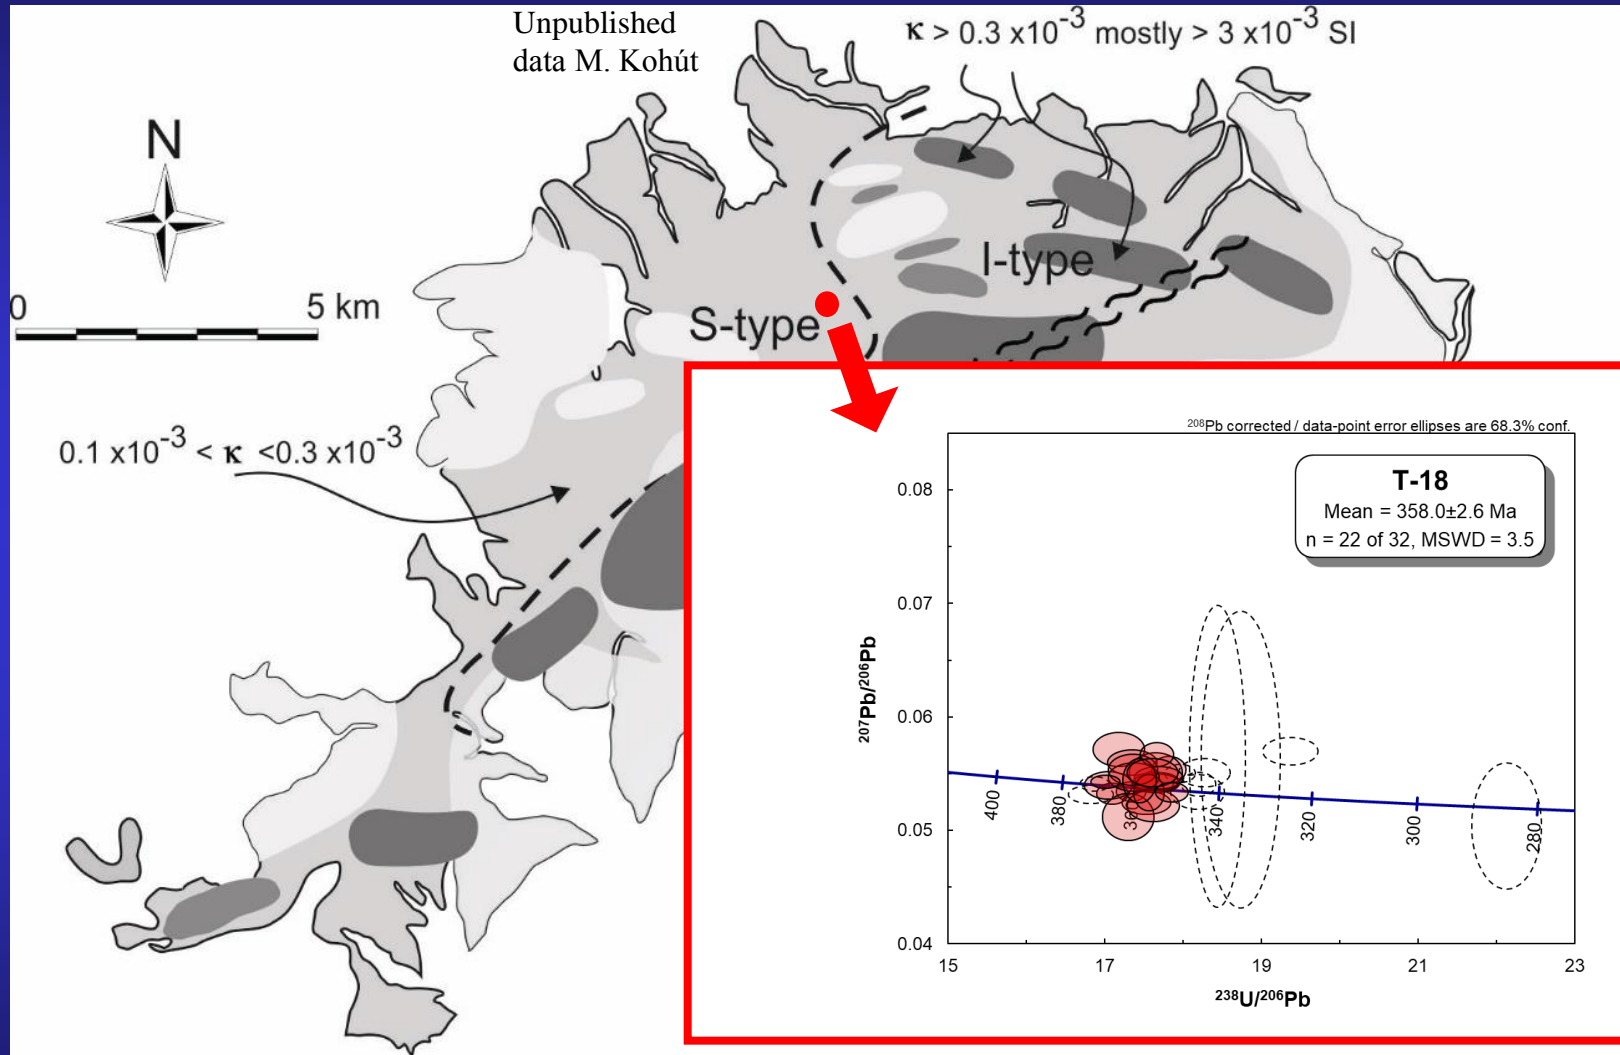 Unpublished
data M. Kohút
κ > 0.3 x10⁻³ mostly > 3 x10⁻³ SI
N
0 5 km
I-type
S-type
0.1 x10⁻³ < κ <0.3 x10⁻³
²⁰⁸Pb corrected / data-point error ellipses are 68.3% conf.
T-18
Mean = 358.0±2.6 Ma
n = 22 of 32, MSWD = 3.5
0.08
0.07
0.06
0.05
0.04
²⁰⁷Pb/²⁰⁶Pb
400
380
340
320
300
280
15 17 19 21 23
²³⁸U/²⁰⁶Pb